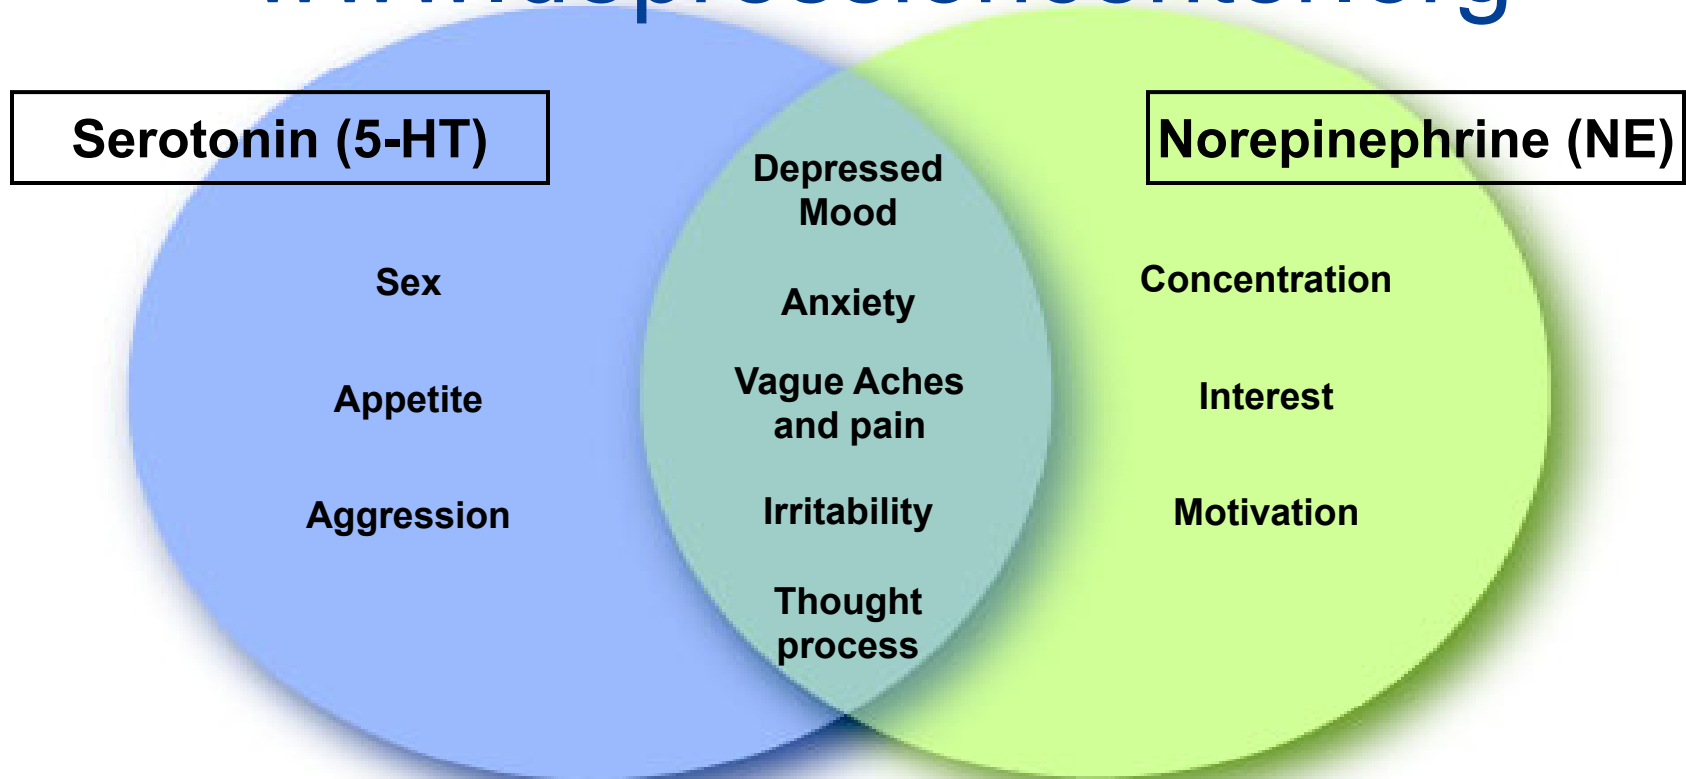 Serotonin (5-HT)
Norepinephrine (NE)
Sex
Appetite
Aggression
Depressed
Mood
Anxiety
Vague Aches
and pain
Irritability
Thought
process
Concentration
Interest
Motivation